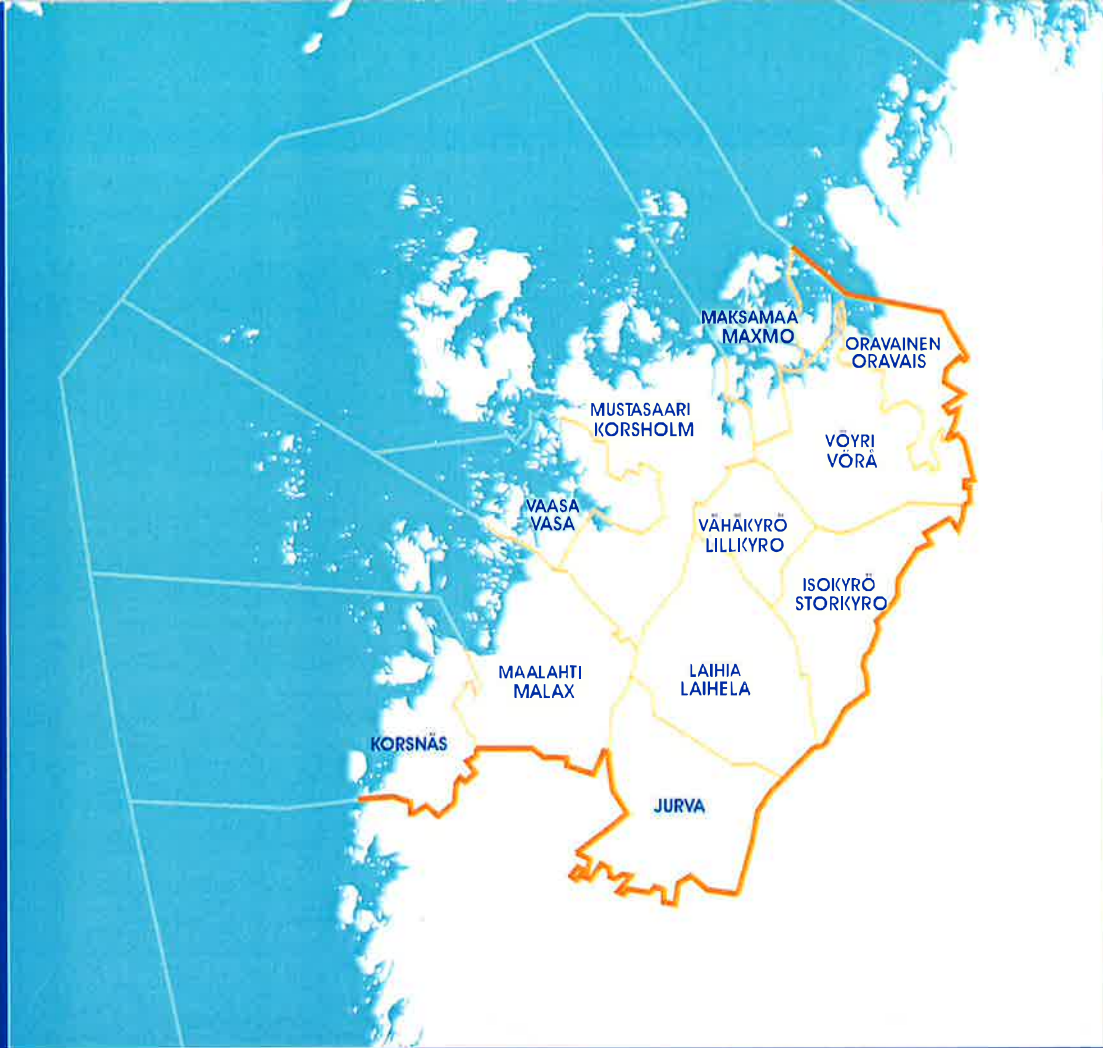 MAKSAMAA
MAXMO
ORAVAINEN
ORAVAIS
MUSTASAARI
KORSHOLM
VÖYRI
VÖRÅ
VAASA
VASA
VÄHÄKYRÖ
LILLKYRO
ISOKYRÖ
STORKYRO
MAALAHTI
MALAX
LAIHIA
LAIHELA
KORSNÄS
JURVA